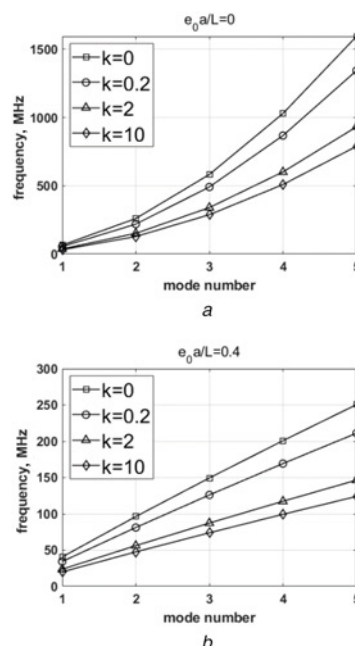 e₀a/L=0
1500
1000
500
0
frequency, MHz
k=0
k=0.2
k=2
k=10
1 2 3 4 5
mode number
a
e₀a/L=0.4
300
250
200
150
100
50
0
frequency, MHz
k=0
k=0.2
k=2
k=10
1 2 3 4 5
mode number
b